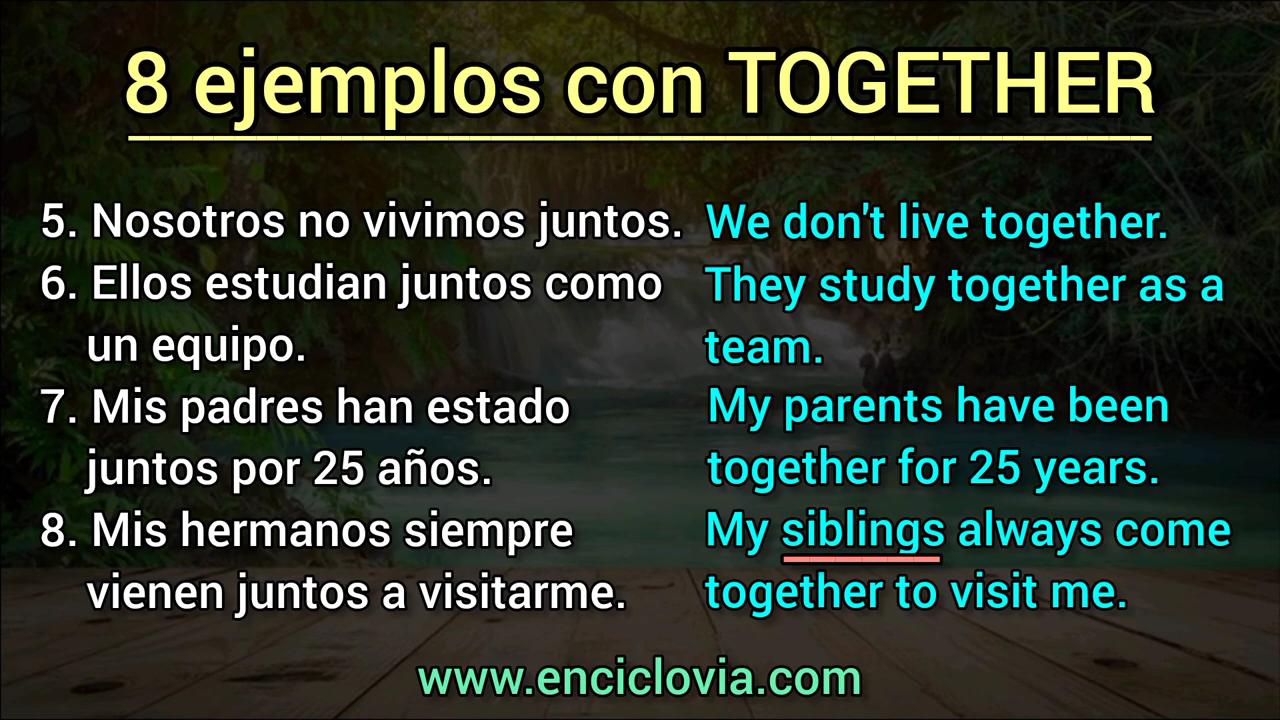 8 ejemplos con TOGETHER
5. Nosotros no vivimos juntos. We don't live together.
6. Ellos estudian juntos como They study together as a
un equipo. team.
7. Mis padres han estado My parents have been
juntos por 25 años. together for 25 years.
8. Mis hermanos siempre My siblings always come
vienen juntos a visitarme. together to visit me.
www.enciclovia.com